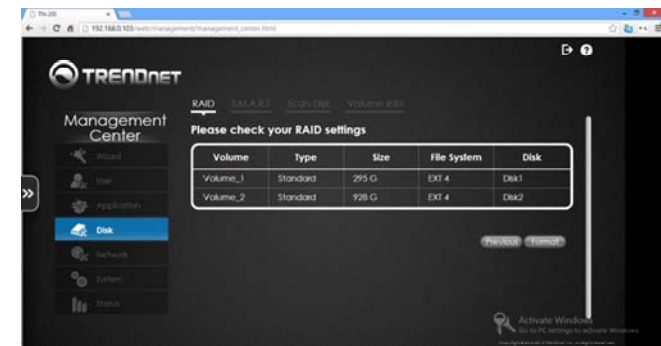 TN-200
192.168.0.103/web/management/management_center.html
TRENDNET
Management Center
Wizard
User
Application
Disk
Network
System
Status
RAID S.M.A.R.T Scan Disk Volume Info
Please check your RAID settings
Volume Type Size File System Disk
Volume_1 Standard 295 G EXT 4 Disk1
Volume_2 Standard 928 G EXT 4 Disk2
Previous Format
Activate Windows
Go to PC settings to activate Windows.